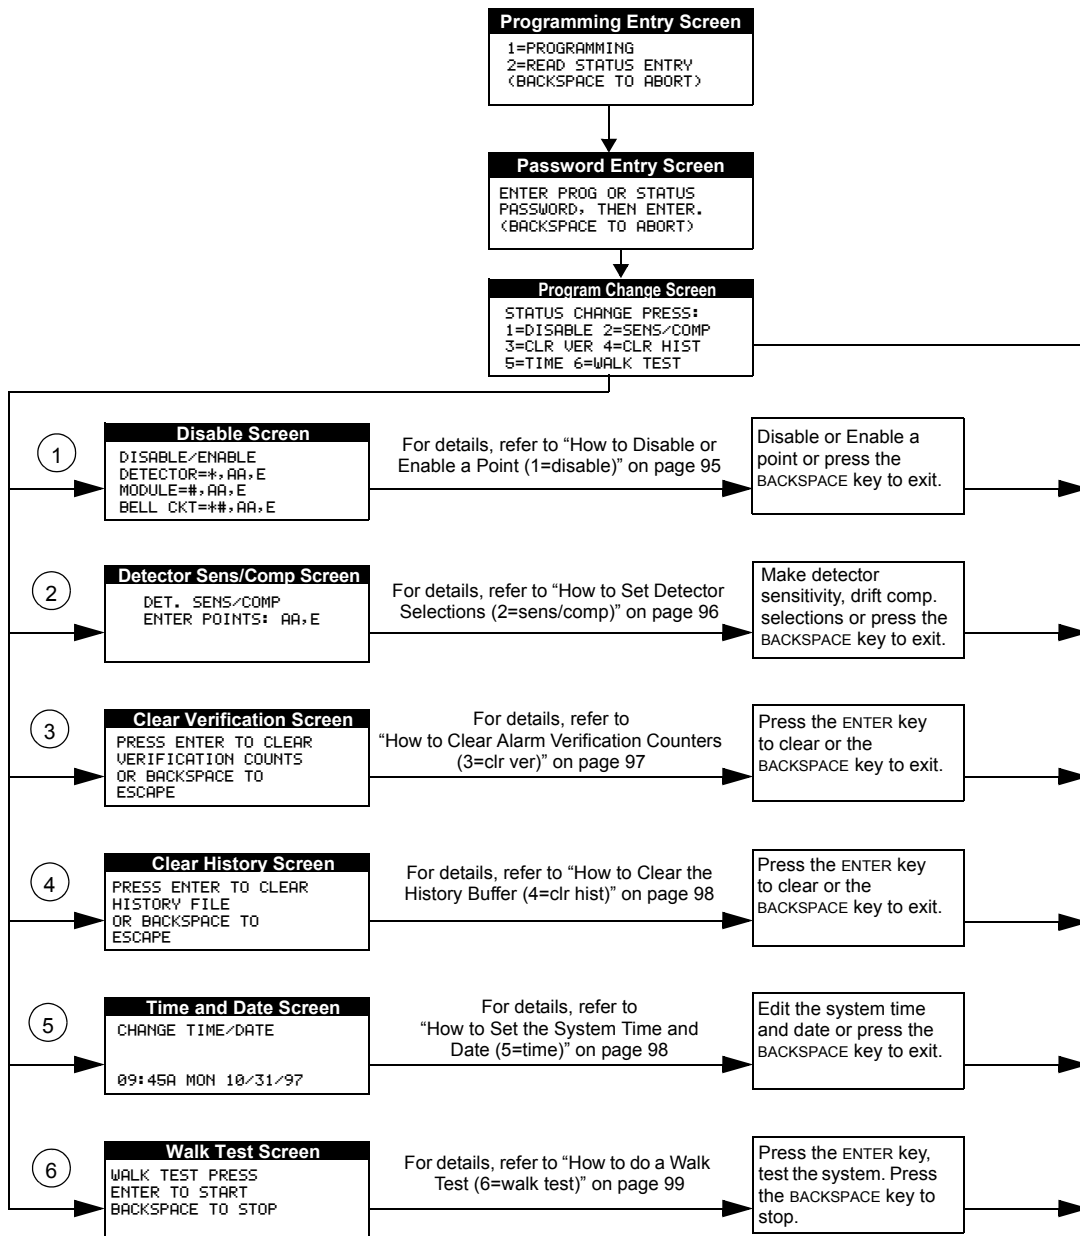 Programming Entry Screen
1=PROGRAMMING
2=READ STATUS ENTRY
(BACKSPACE TO ABORT)
Password Entry Screen
ENTER PROG OR STATUS
PASSWORD, THEN ENTER.
(BACKSPACE TO ABORT)
Program Change Screen
STATUS CHANGE PRESS:
1=DISABLE 2=SENS/COMP
3=CLR VER 4=CLR HIST
5=TIME 6=WALK TEST
1
Disable Screen
DISABLE/ENABLE
DETECTOR=*,AA,E
MODULE=#,AA,E
BELL CKT=*#,AA,E
For details, refer to “How to Disable or
Enable a Point (1=disable)” on page 95
Disable or Enable a
point or press the
BACKSPACE key to exit.
2
Detector Sens/Comp Screen
DET. SENS/COMP
ENTER POINTS: AA,E
For details, refer to “How to Set Detector
Selections (2=sens/comp)” on page 96
Make detector
sensitivity, drift comp.
selections or press the
BACKSPACE key to exit.
3
Clear Verification Screen
PRESS ENTER TO CLEAR
VERIFICATION COUNTS
OR BACKSPACE TO
ESCAPE
For details, refer to
“How to Clear Alarm Verification Counters
(3=clr ver)” on page 97
Press the ENTER key
to clear or the
BACKSPACE key to exit.
4
Clear History Screen
PRESS ENTER TO CLEAR
HISTORY FILE
OR BACKSPACE TO
ESCAPE
For details, refer to “How to Clear the
History Buffer (4=clr hist)” on page 98
Press the ENTER key
to clear or the
BACKSPACE key to exit.
5
Time and Date Screen
CHANGE TIME/DATE
09:45A MON 10/31/97
For details, refer to
“How to Set the System Time and
Date (5=time)” on page 98
Edit the system time
and date or press the
BACKSPACE key to exit.
6
Walk Test Screen
WALK TEST PRESS
ENTER TO START
BACKSPACE TO STOP
For details, refer to “How to do a Walk
Test (6=walk test)” on page 99
Press the ENTER key,
test the system. Press
the BACKSPACE key to
stop.